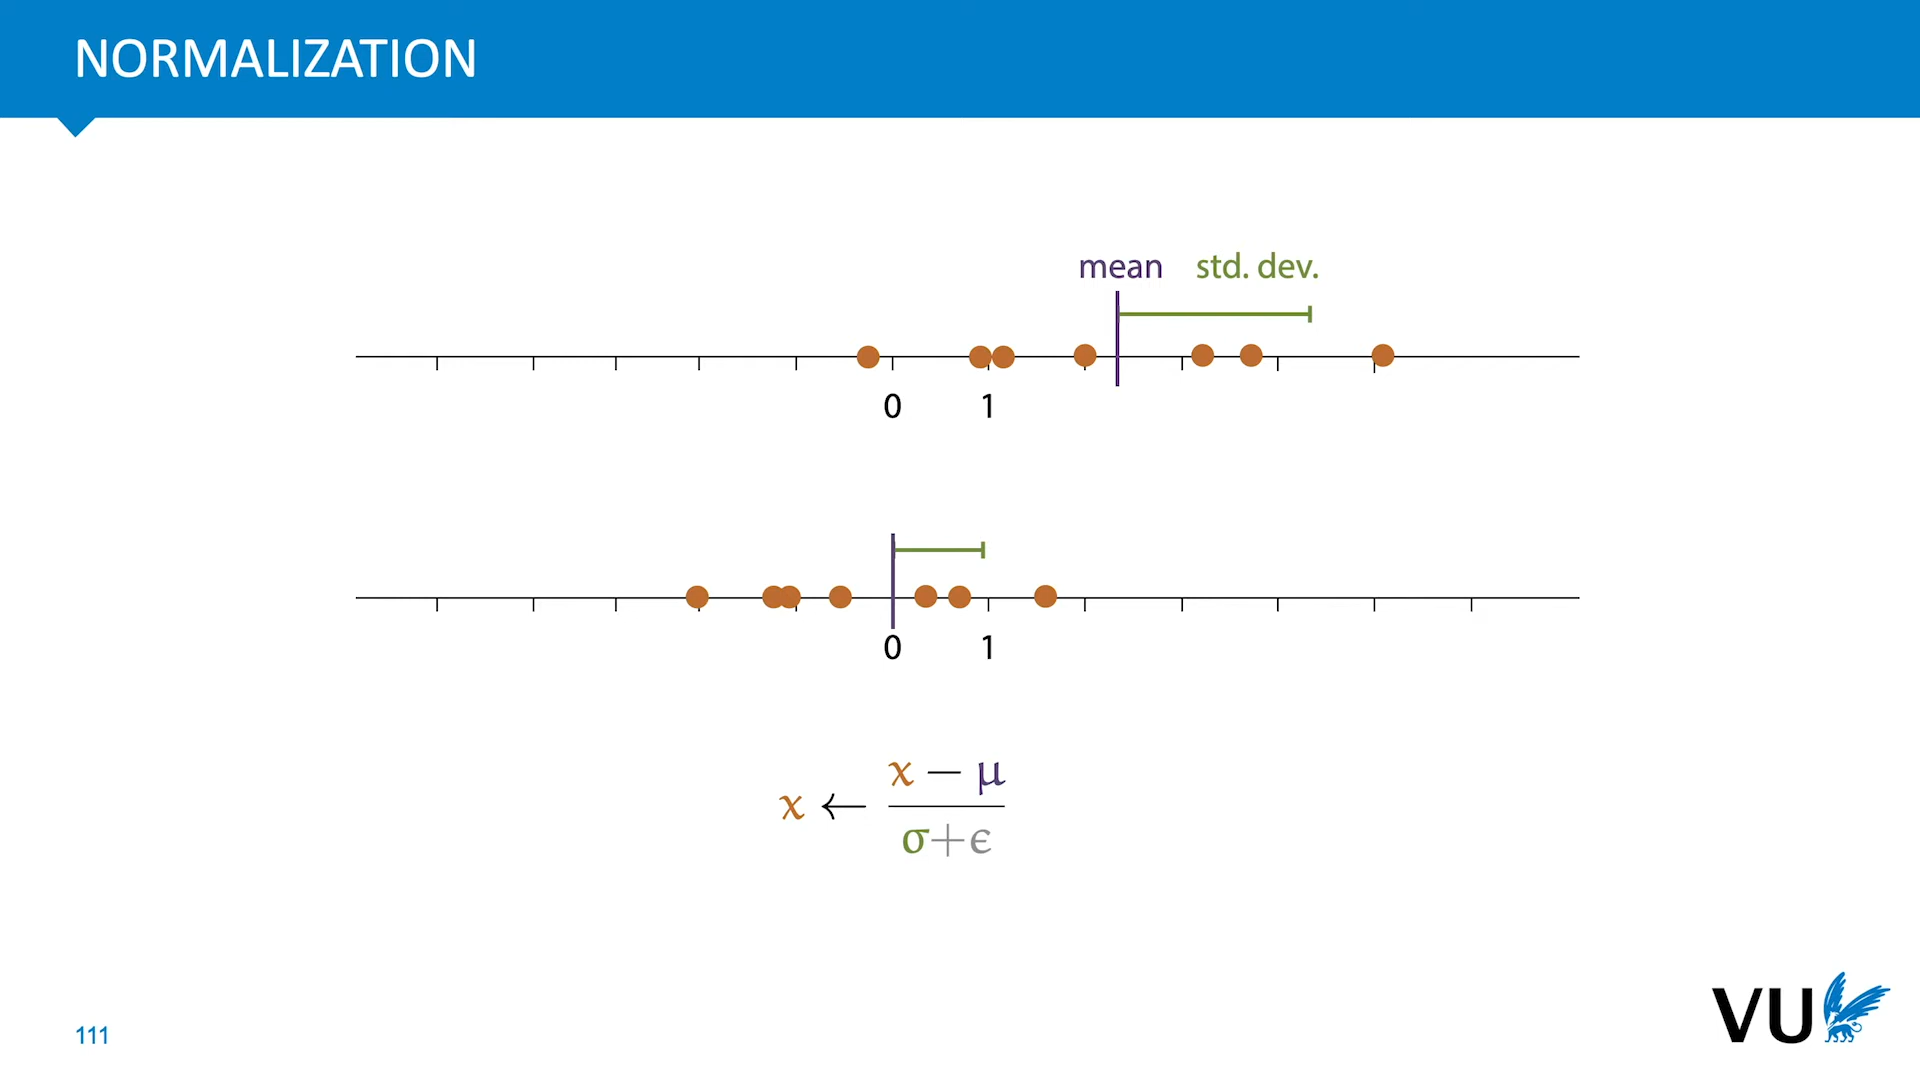 NORMALIZATION
mean std. dev.
0 1
0 1
x ← x − μ
σ+ϵ
111
VU